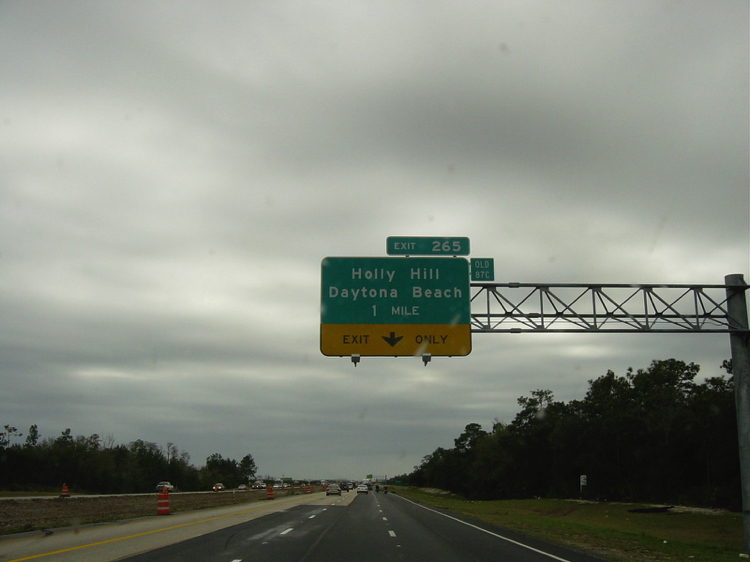 EXIT 265
OLD
87C
Holly Hill
Daytona Beach
1 MILE
EXIT ONLY